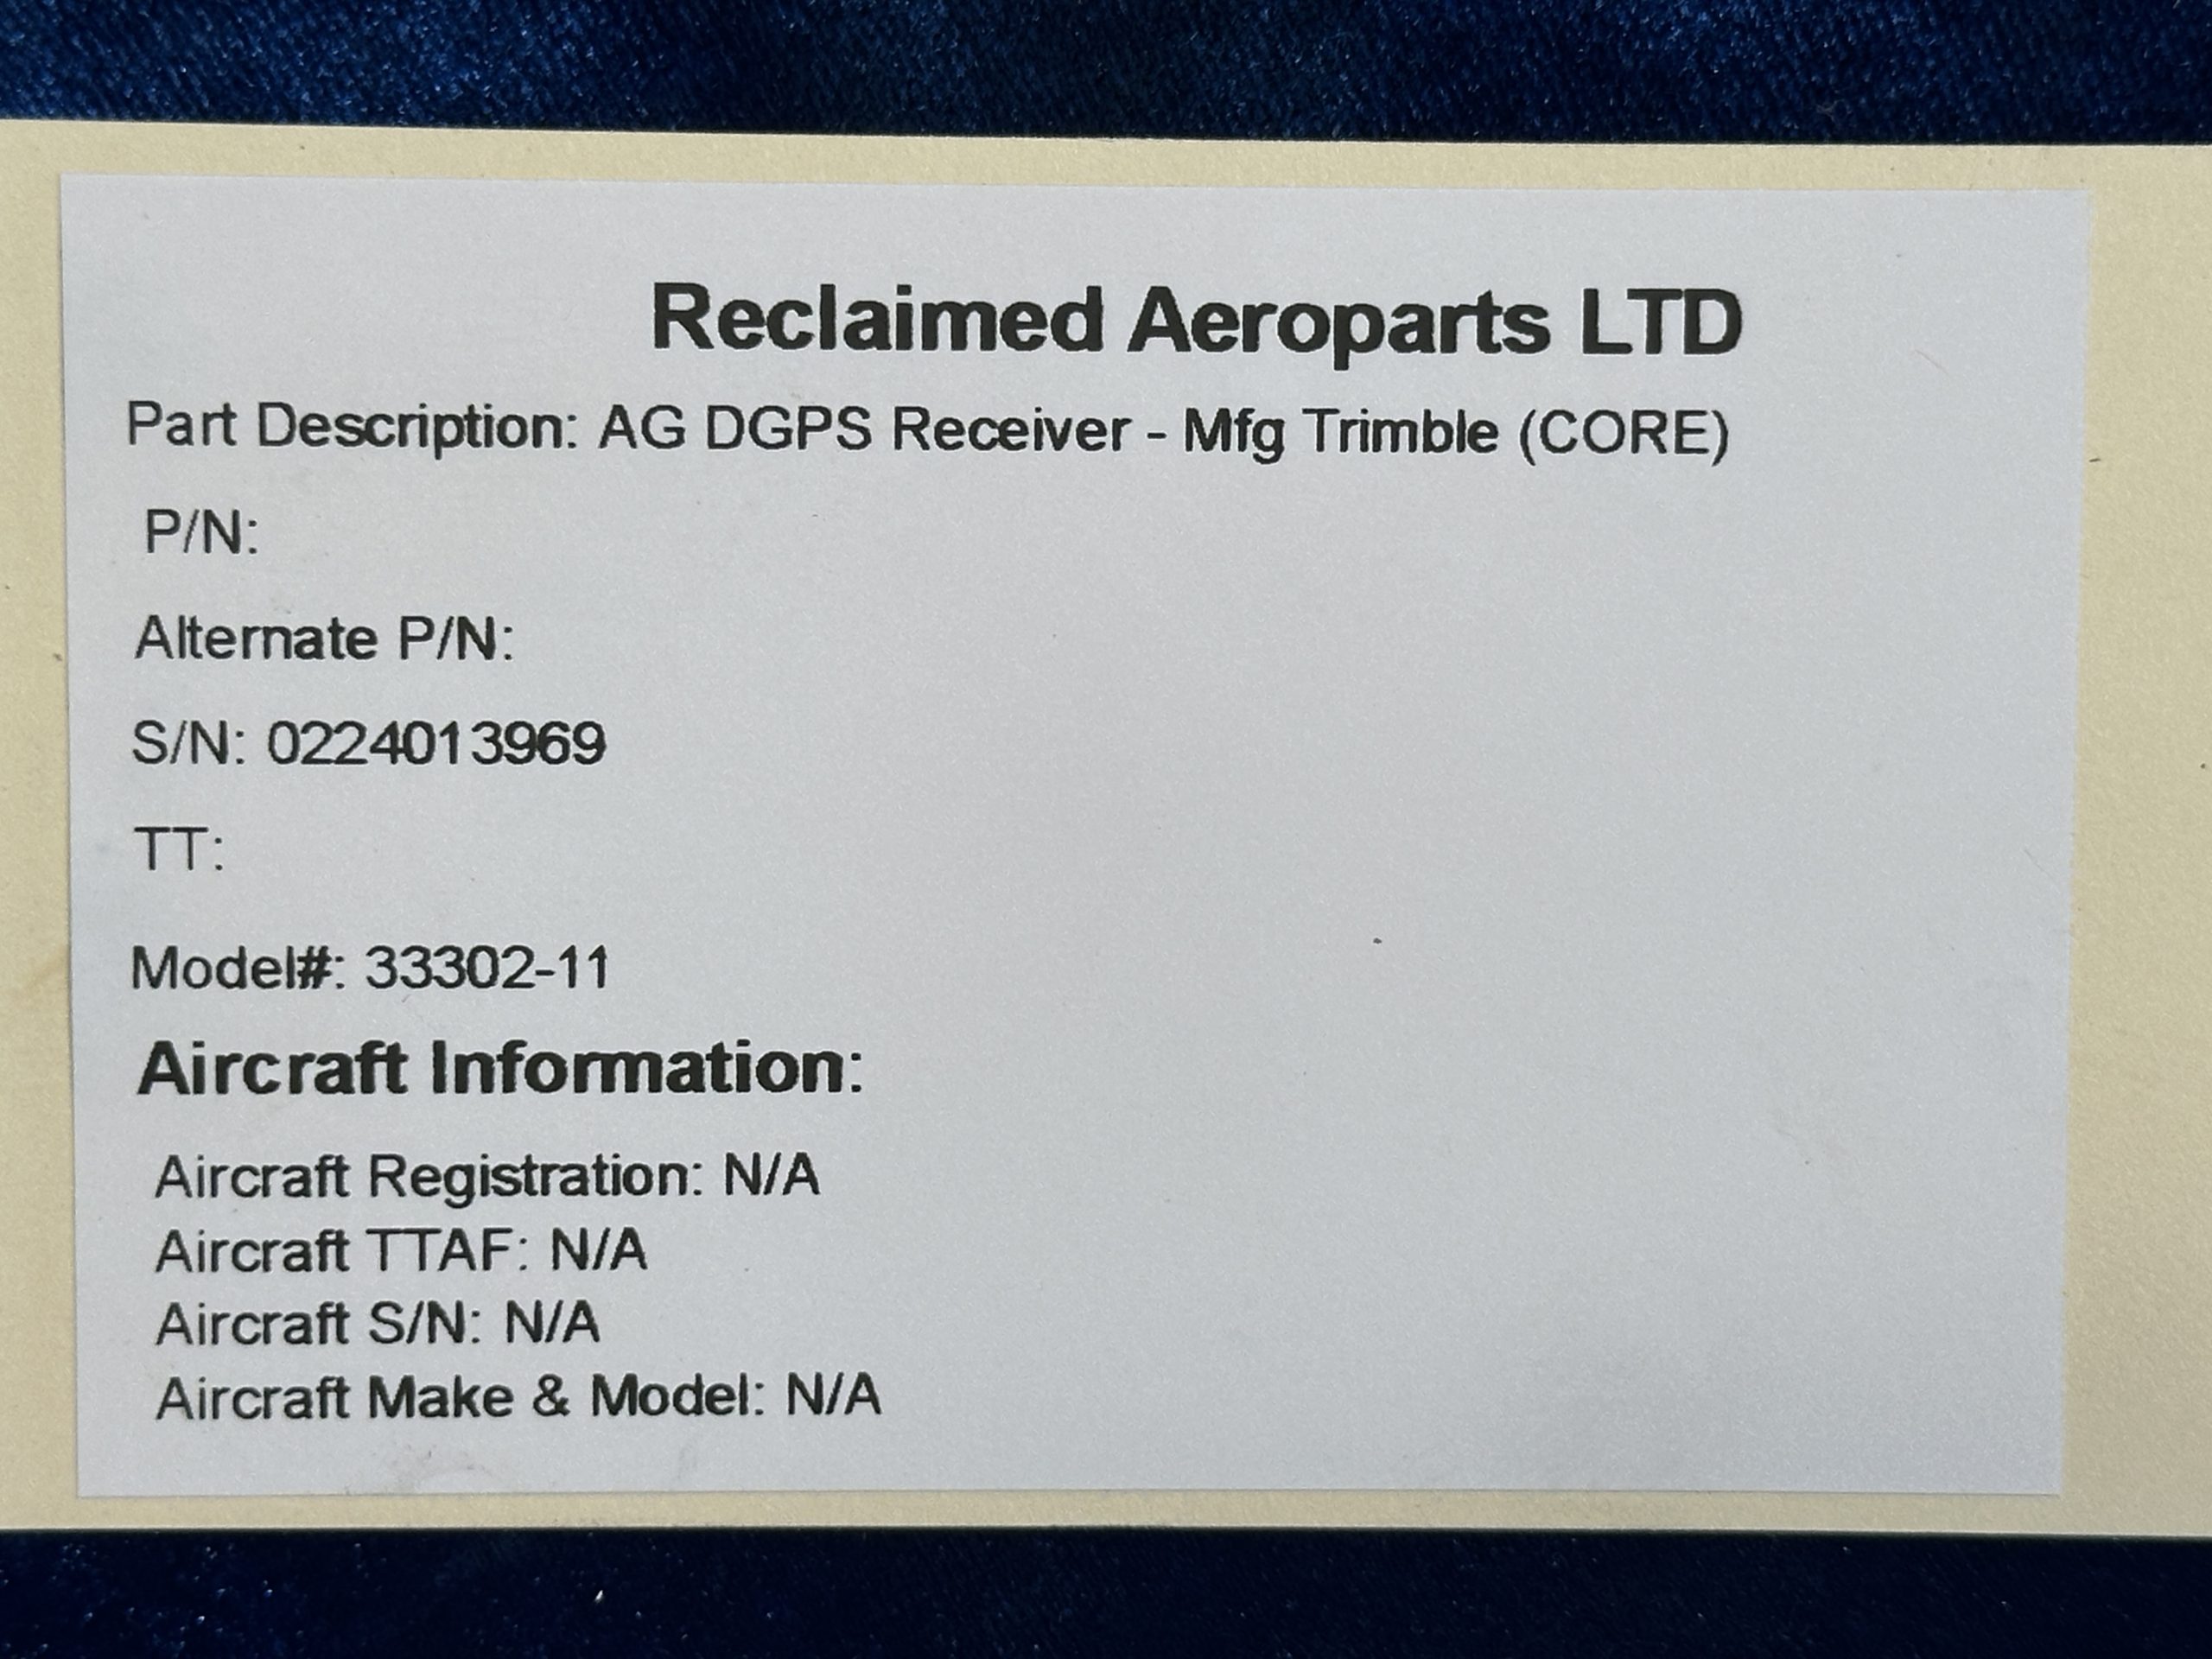 Reclaimed Aeroparts LTD
Part Description: AG DGPS Receiver - Mfg Trimble (CORE)
P/N:
Alternate P/N:
S/N: 0224013969
TT:
Model#: 33302-11
Aircraft Information:
Aircraft Registration: N/A
Aircraft TTAF: N/A
Aircraft S/N: N/A
Aircraft Make & Model: N/A